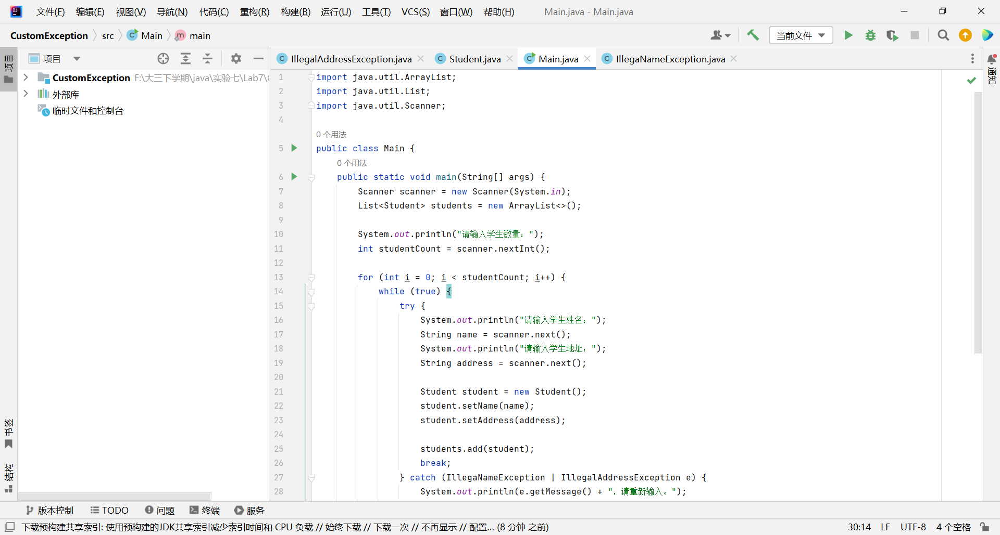 文件(F) 编辑(E) 视图(V) 导航(N) 代码(C) 重构(R) 构建(B) 运行(U) 工具(T) VCS(S) 窗口(W) 帮助(H) Main.java - Main.java
CustomException src Main main 当前文件
项目
IllegalAddressException.java Student.java Main.java IllegaNameException.java
项目
CustomException F:\大三下学期\java\实验七\Lab7\
外部库
临时文件和控制台
书签
结构
1 import java.util.ArrayList;
2 import java.util.List;
3 import java.util.Scanner;
4
0 个用法
5 public class Main {
0 个用法
6 public static void main(String[] args) {
7 Scanner scanner = new Scanner(System.in);
8 List<Student> students = new ArrayList<>();
9
10 System.out.println("请输入学生数量：");
11 int studentCount = scanner.nextInt();
12
13 for (int i = 0; i < studentCount; i++) {
14 while (true) {
15 try {
16 System.out.println("请输入学生姓名：");
17 String name = scanner.next();
18 System.out.println("请输入学生地址：");
19 String address = scanner.next();
20
21 Student student = new Student();
22 student.setName(name);
23 student.setAddress(address);
24
25 students.add(student);
26 break;
27 } catch (IllegaNameException | IllegalAddressException e) {
28 System.out.println(e.getMessage() + "，请重新输入。");
通知
版本控制 TODO 问题 终端 服务
下载预构建共享索引: 使用预构建的JDK共享索引减少索引时间和 CPU 负载 // 始终下载 // 下载一次 // 不再显示 // 配置... (8 分钟 之前) 30:14 LF UTF-8 4 个空格